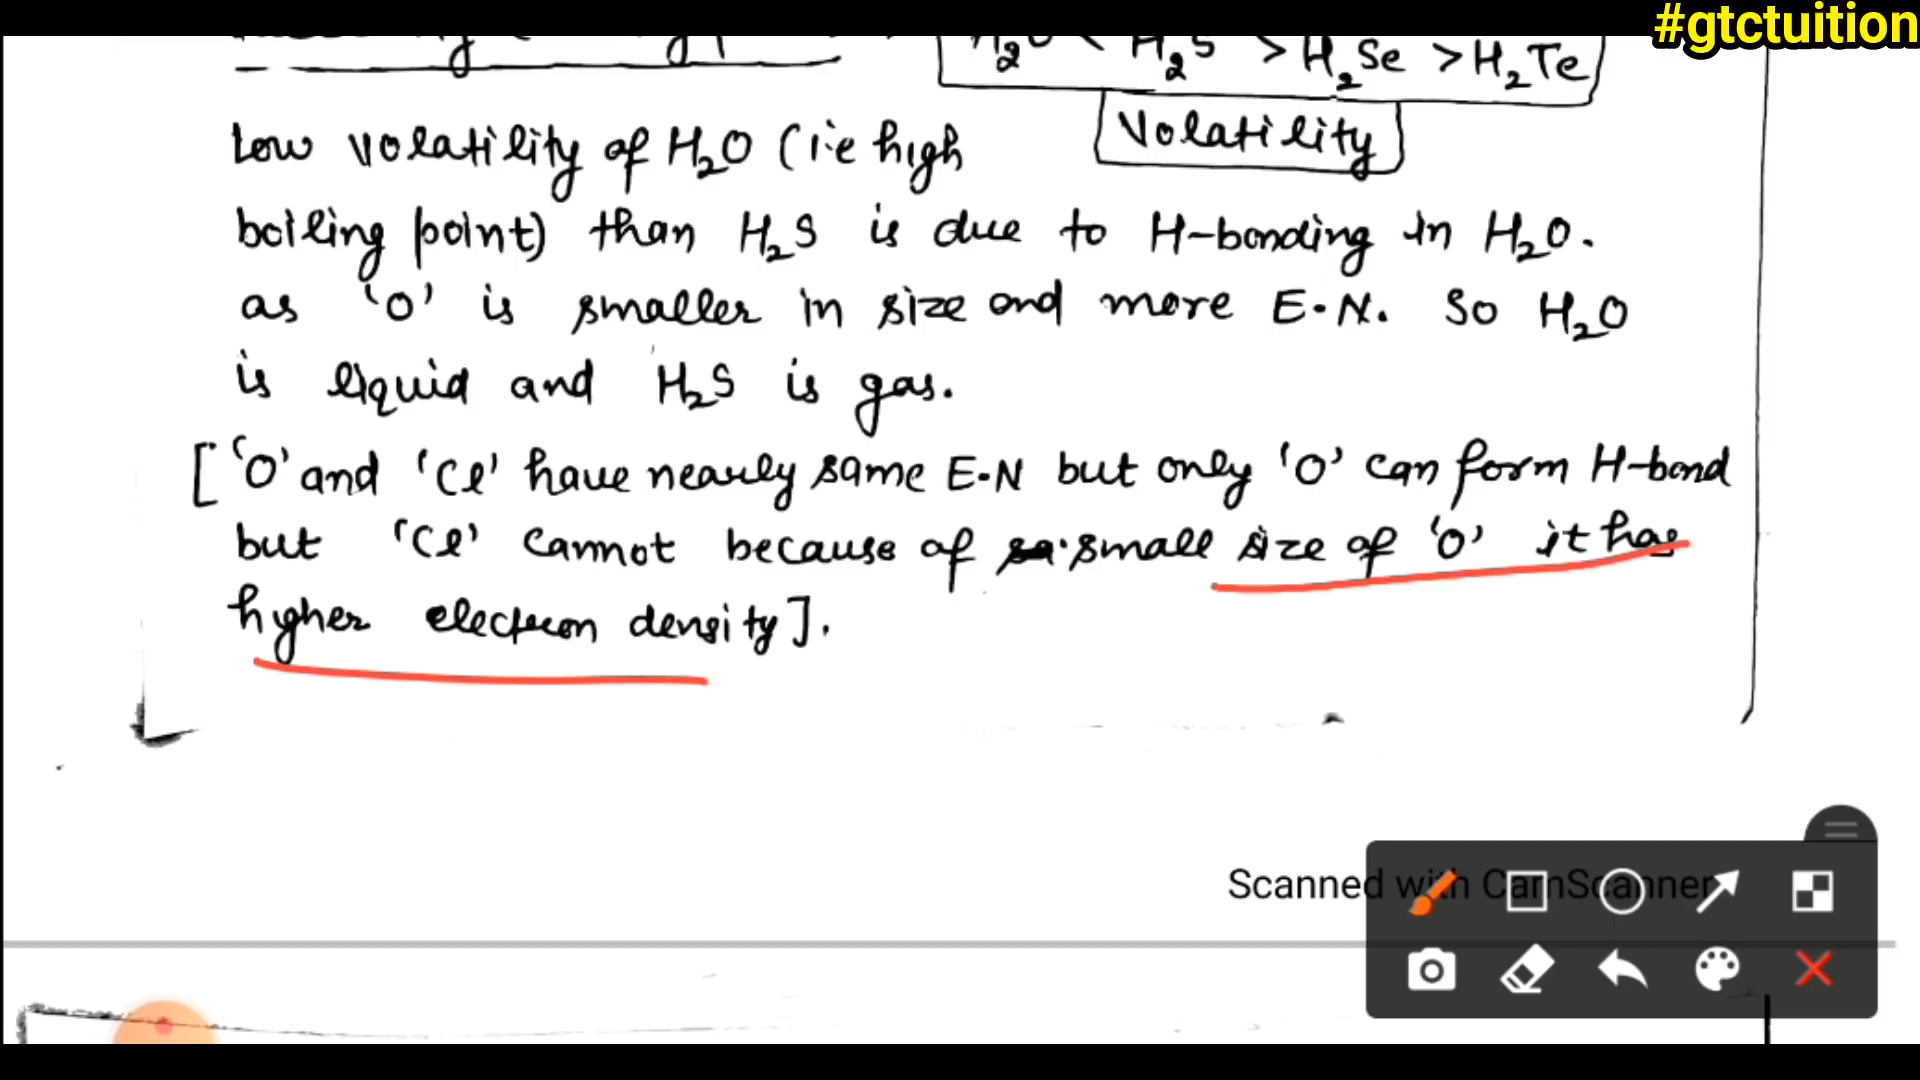 #gtctuition
H₂O < H₂S > H₂Se > H₂Te
Volatility
Low volatility of H₂O (i.e high
boiling point) than H₂S is due to H-bonding in H₂O.
as 'O' is smaller in size and more E.N. So H₂O
is liquid and H₂S is gas.
['O' and 'Cl' have nearly same E.N but only 'O' can form H-bond
but 'Cl' cannot because of small size of 'O' it has
higher electron density].
Scanned with CamScanner